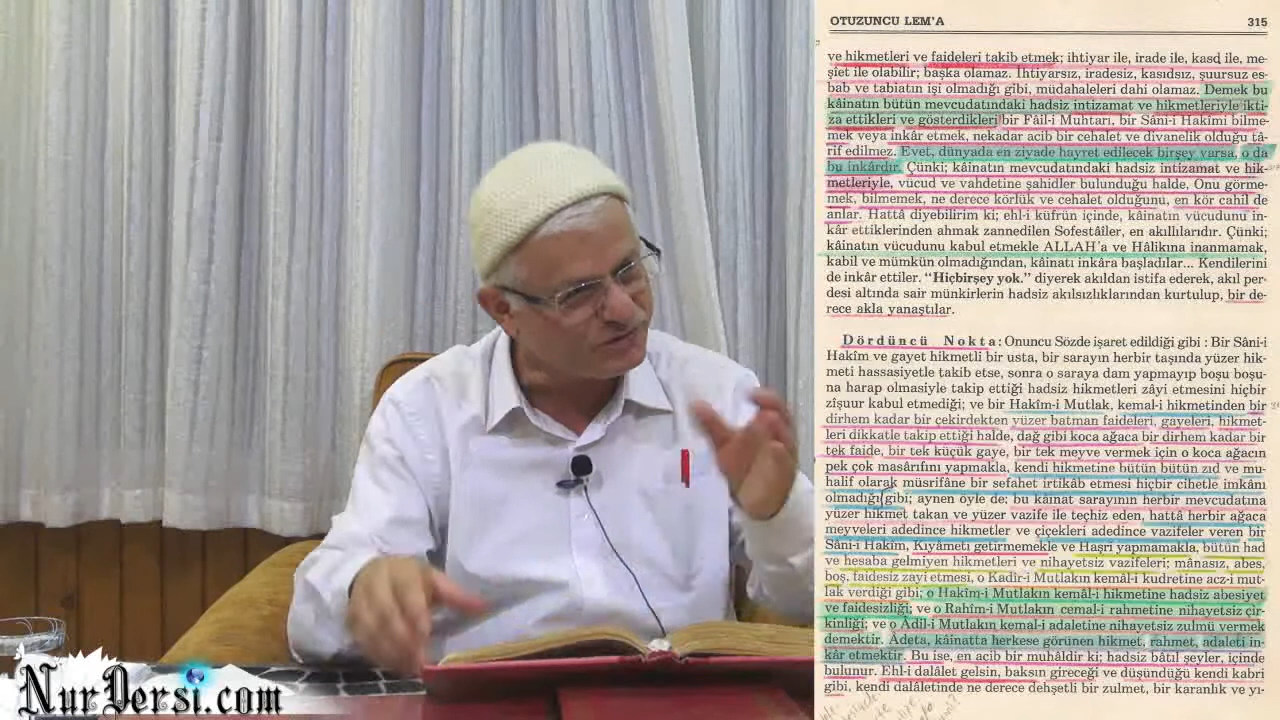 OTUZUNCU LEM'A 315
ve hikmetleri ve faideleri takib etmek; ihtiyar ile, irade ile, kasd ile, me-
şiet ile olabilir; başka olamaz. İhtiyarsız, iradesiz, kasıdsız, şuursuz es-
bab ve tabiatın işi olmadığı gibi, müdahaleleri dahi olamaz. Demek bu
kâinatın bütün mevcudatındaki hadsiz intizamat ve hikmetleriyle ikti-
za ettikleri ve gösterdikleri bir Fâil-i Muhtarı, bir Sâni-i Hakîmi bilme-
mek veya inkâr etmek, nekadar acib bir cehalet ve divanelik olduğu tâ-
rif edilmez. Evet, dünyada en ziyade hayret edilecek birşey varsa, o da
bu inkârdır. Çünki; kâinatın mevcudatındaki hadsiz intizamat ve hik-
metleriyle, vücud ve vahdetine şahidler bulunduğu halde, Onu görme-
mek, bilmemek, ne derece körlük ve cehalet olduğunu, en kör cahil de
anlar. Hattâ diyebilirim ki; ehl-i küfrün içinde, kâinatın vücudunu in-
kâr ettiklerinden ahmak zannedilen Sofestâiler, en akıllılarıdır. Çünki;
kâinatın vücudunu kabul etmekle ALLAH'a ve Hâlikına inanmamak,
kabil ve mümkün olmadığından, kâinatı inkâra başladılar... Kendilerini
de inkâr ettiler. "Hiçbirşey yok." diyerek akıldan istifa ederek, akıl per-
desi altında sair münkirlerin hadsiz akılsızlıklarından kurtulup, bir de-
rece akla yanaştılar.
Dördüncü Nokta: Onuncu Sözde işaret edildiği gibi : Bir Sâni-i
Hakîm ve gayet hikmetli bir usta, bir sarayın herbir taşında yüzer hik-
meti hassasiyetle takib etse, sonra o saraya dam yapmayıp boşu boşu-
na harap olmasiyle takip ettiği hadsiz hikmetleri zâyi etmesini hiçbir
zîşuur kabul etmediği; ve bir Hakîm-i Mutlak, kemal-i hikmetinden bir
dirhem kadar bir çekirdekten yüzer batman faideleri, gayeleri, hikmet-
leri dikkatle takip ettiği halde, dağ gibi koca ağaca bir dirhem kadar bir
tek faide, bir tek küçük gaye, bir tek meyve vermek için o koca ağacın
pek çok masârıfını yapmakla, kendi hikmetine bütün bütün zıd ve mu-
halif olarak müsrifâne bir sefahet irtikâb etmesi hiçbir cihetle imkânı
olmadığı gibi; aynen öyle de; bu kâinat sarayının herbir mevcudatına
yüzer hikmet takan ve yüzer vazife ile teçhiz eden, hattâ herbir ağaca
meyveleri adedince hikmetler ve çiçekleri adedince vazifeler veren bir
Sâni-i Hakîm, Kıyâmeti getirmemekle ve Haşri yapmamakla, bütün had
ve hesaba gelmiyen hikmetleri ve nihayetsiz vazifeleri; mânasız, abes,
boş, faidesiz zayi etmesi, o Kadîr-i Mutlakın kemâl-i kudretine acz-i mut-
lak verdiği gibi; o Hakîm-i Mutlakın kemâl-i hikmetine hadsiz abesiyet
ve faidesizliği; ve o Rahîm-i Mutlakın cemal-i rahmetine nihayetsiz çir-
kinliği; ve o Âdil-i Mutlakın kemal-i adaletine nihayetsiz zulmü vermek
demektir. Âdeta, kâinatta herkese görünen hikmet, rahmet, adaleti in-
kâr etmektir. Bu ise, en acib bir muhâldir ki; hadsiz bâtıl şeyler, içinde
bulunur. Ehl-i dalâlet gelsin, baksın gireceği ve düşündüğü kendi kabri
gibi, kendi dalâletinde ne derece dehşetli bir zulmet, bir karanlık ve yı-
NurDersi.com